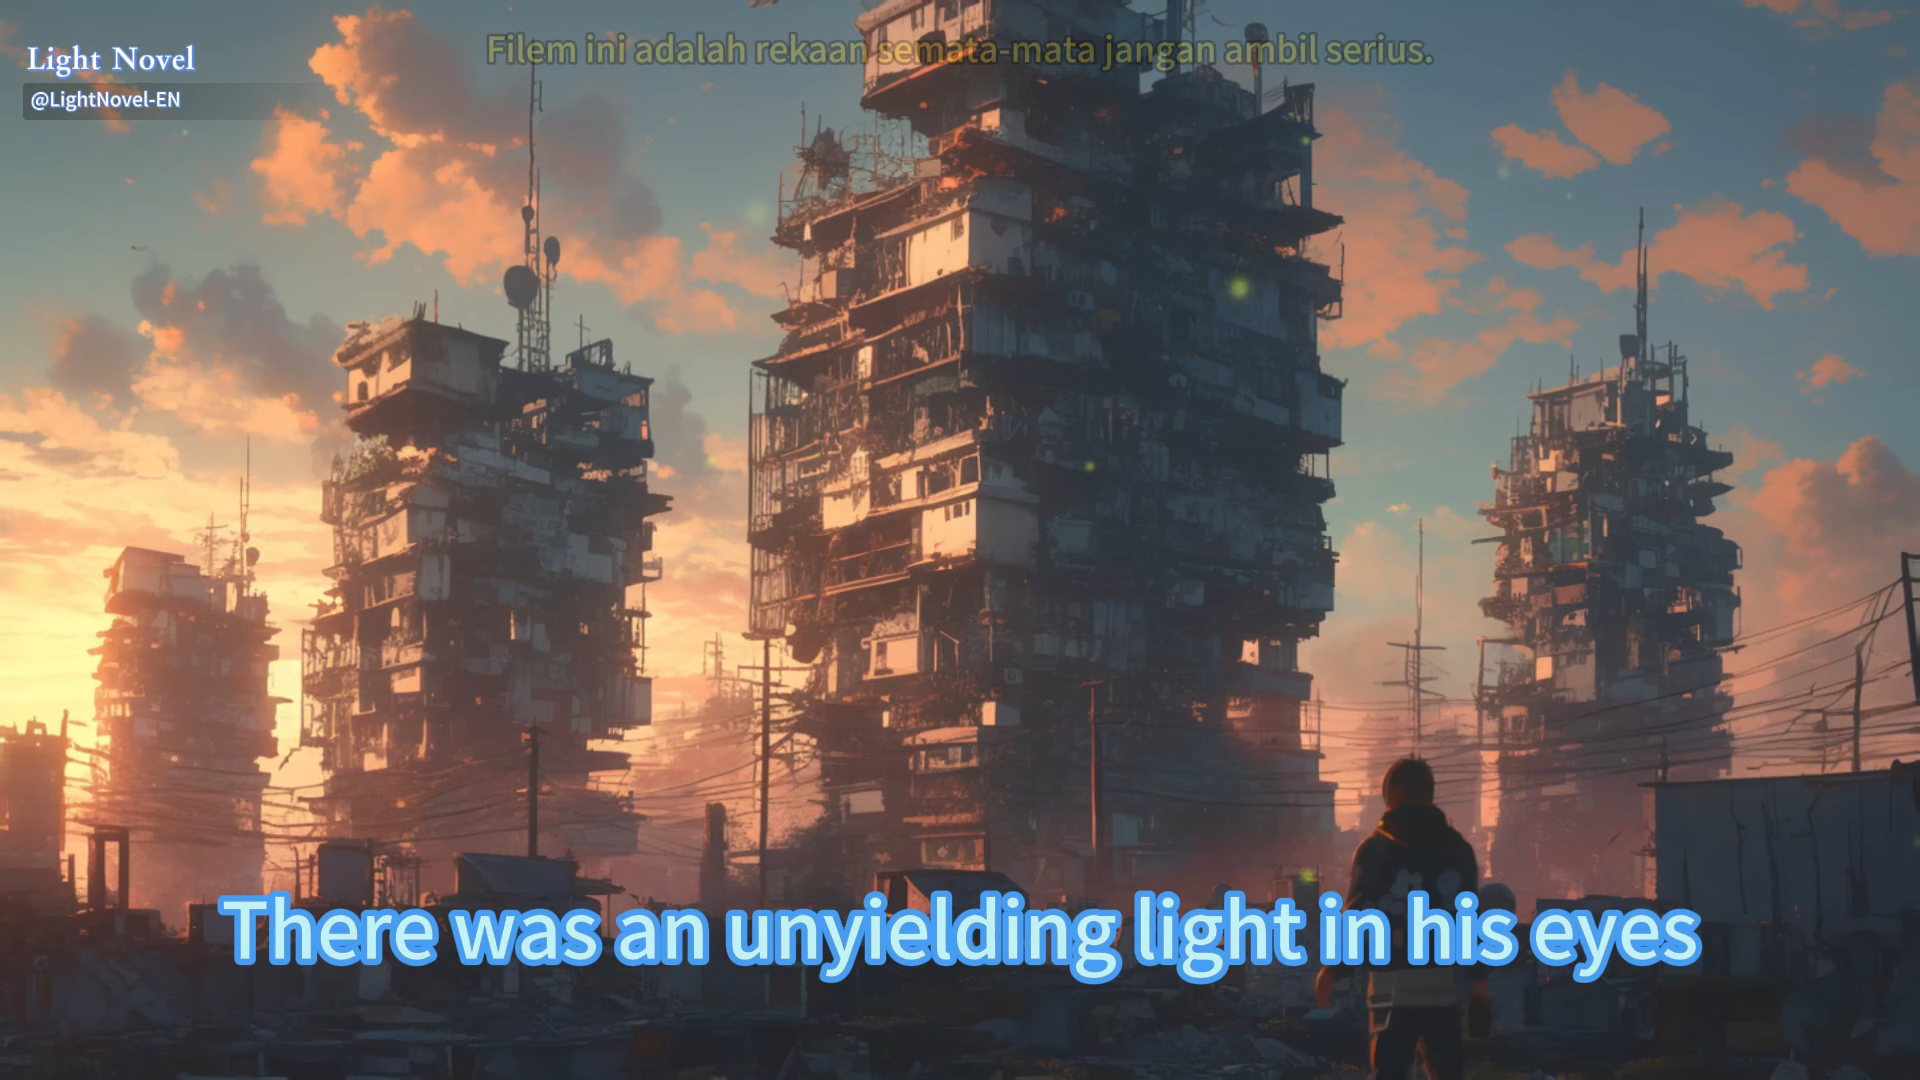 Filem ini adalah rekaan semata-mata jangan ambil serius.
Light Novel
@LightNovel-EN
There was an unyielding light in his eyes